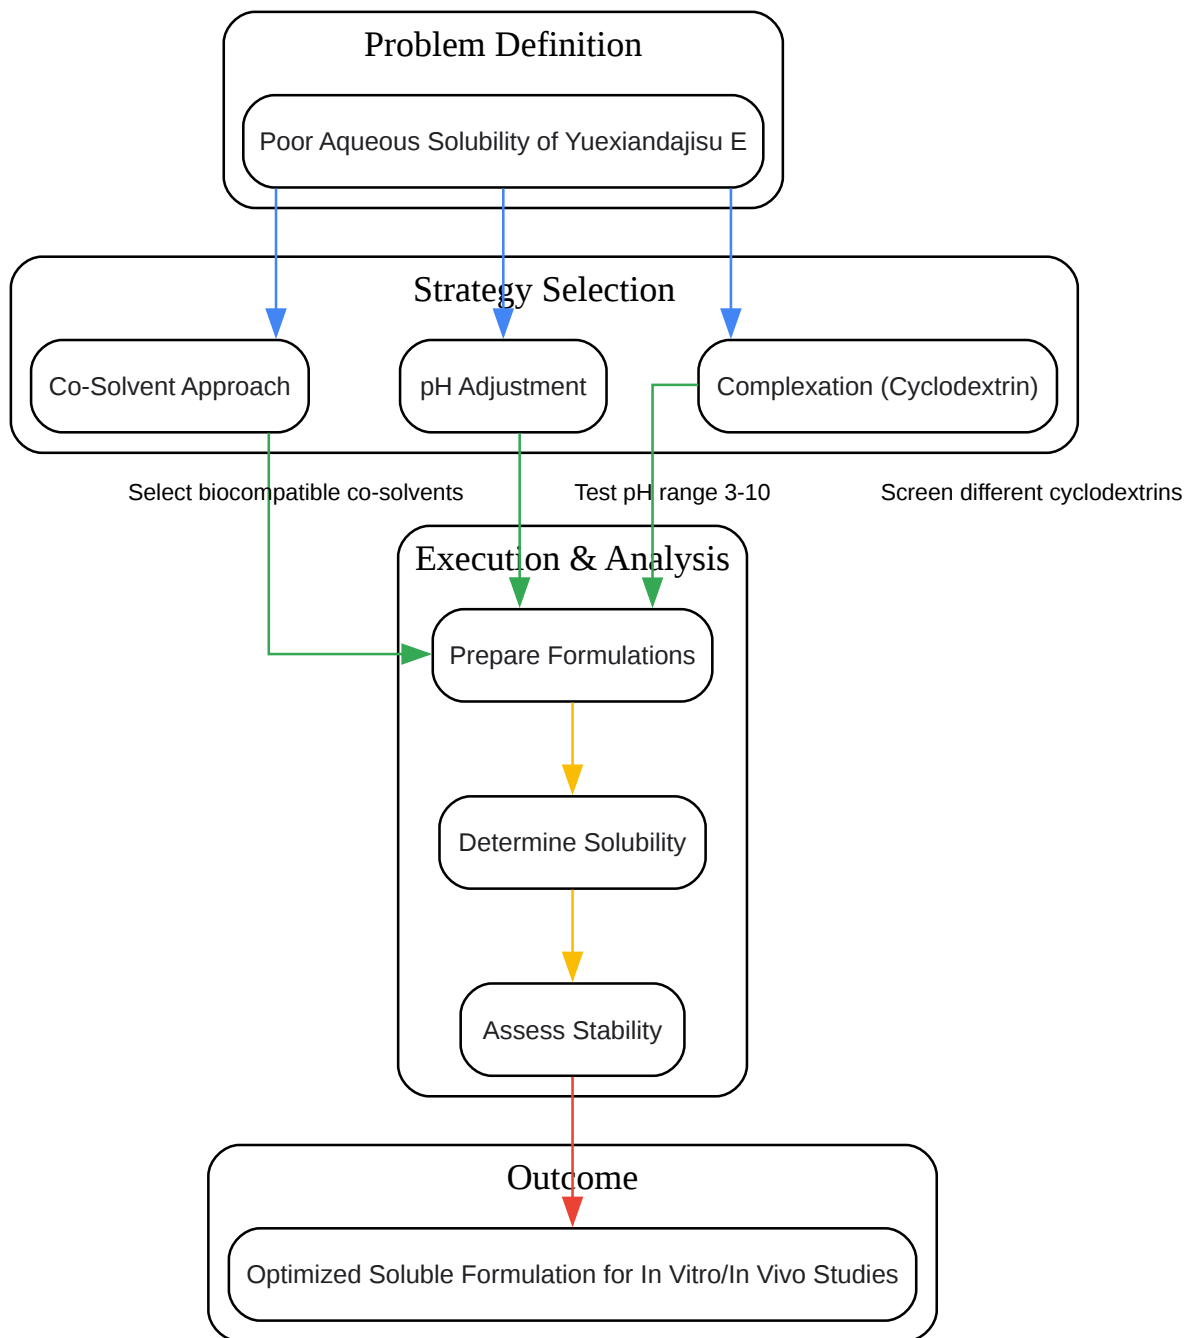 Problem Definition
Poor Aqueous Solubility of Yuexiandajisu E
Strategy Selection
Co-Solvent Approach
pH Adjustment
Complexation (Cyclodextrin)
Select biocompatible co-solvents
Test pH range 3-10
Screen different cyclodextrins
Execution & Analysis
Prepare Formulations
Determine Solubility
Assess Stability
Outcome
Optimized Soluble Formulation for In Vitro/In Vivo Studies